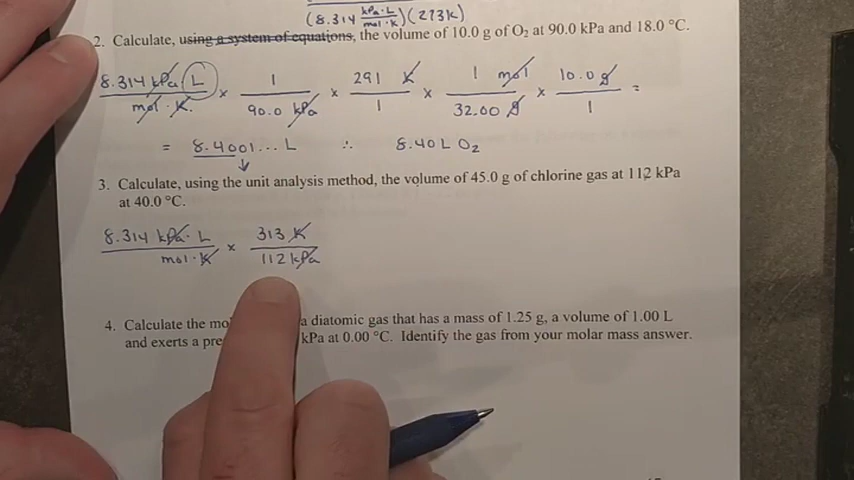 (8.314 kPa·L/mol·K)(273K)
2. Calculate, using a system of equations, the volume of 10.0 g of O₂ at 90.0 kPa and 18.0 °C.
8.314 kPa L / mol · K × 1 / 90.0 kPa × 291 K / 1 × 1 mol / 32.00 g × 10.0 g / 1 =
= 8.4001... L ∴ 8.40 L O₂
3. Calculate, using the unit analysis method, the volume of 45.0 g of chlorine gas at 112 kPa
at 40.0 °C.
8.314 kPa · L / mol · K × 313 K / 112 kPa
4. Calculate the a diatomic gas that has a mass of 1.25 g, a volume of 1.00 L
and exerts a kPa at 0.00 °C. Identify the gas from your molar mass answer.